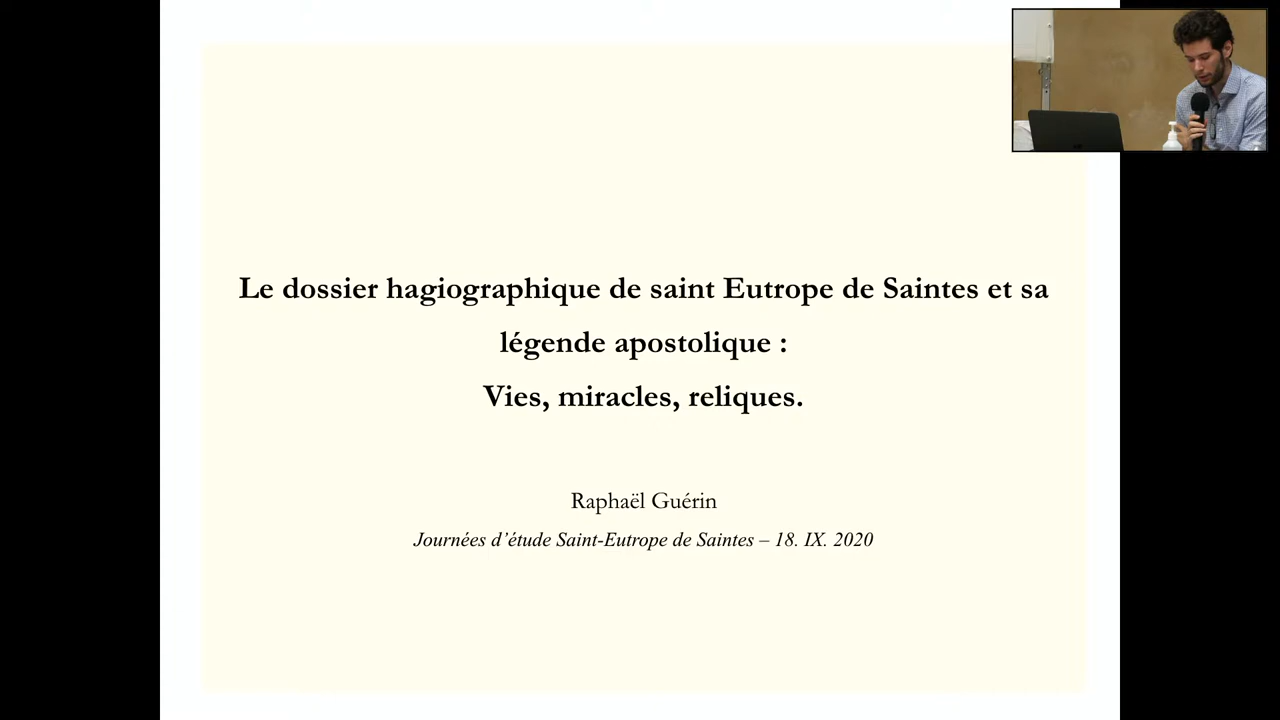 Le dossier hagiographique de saint Eutrope de Saintes et sa
légende apostolique :
Vies, miracles, reliques.
Raphaël Guérin
Journées d’étude Saint-Eutrope de Saintes – 18. IX. 2020